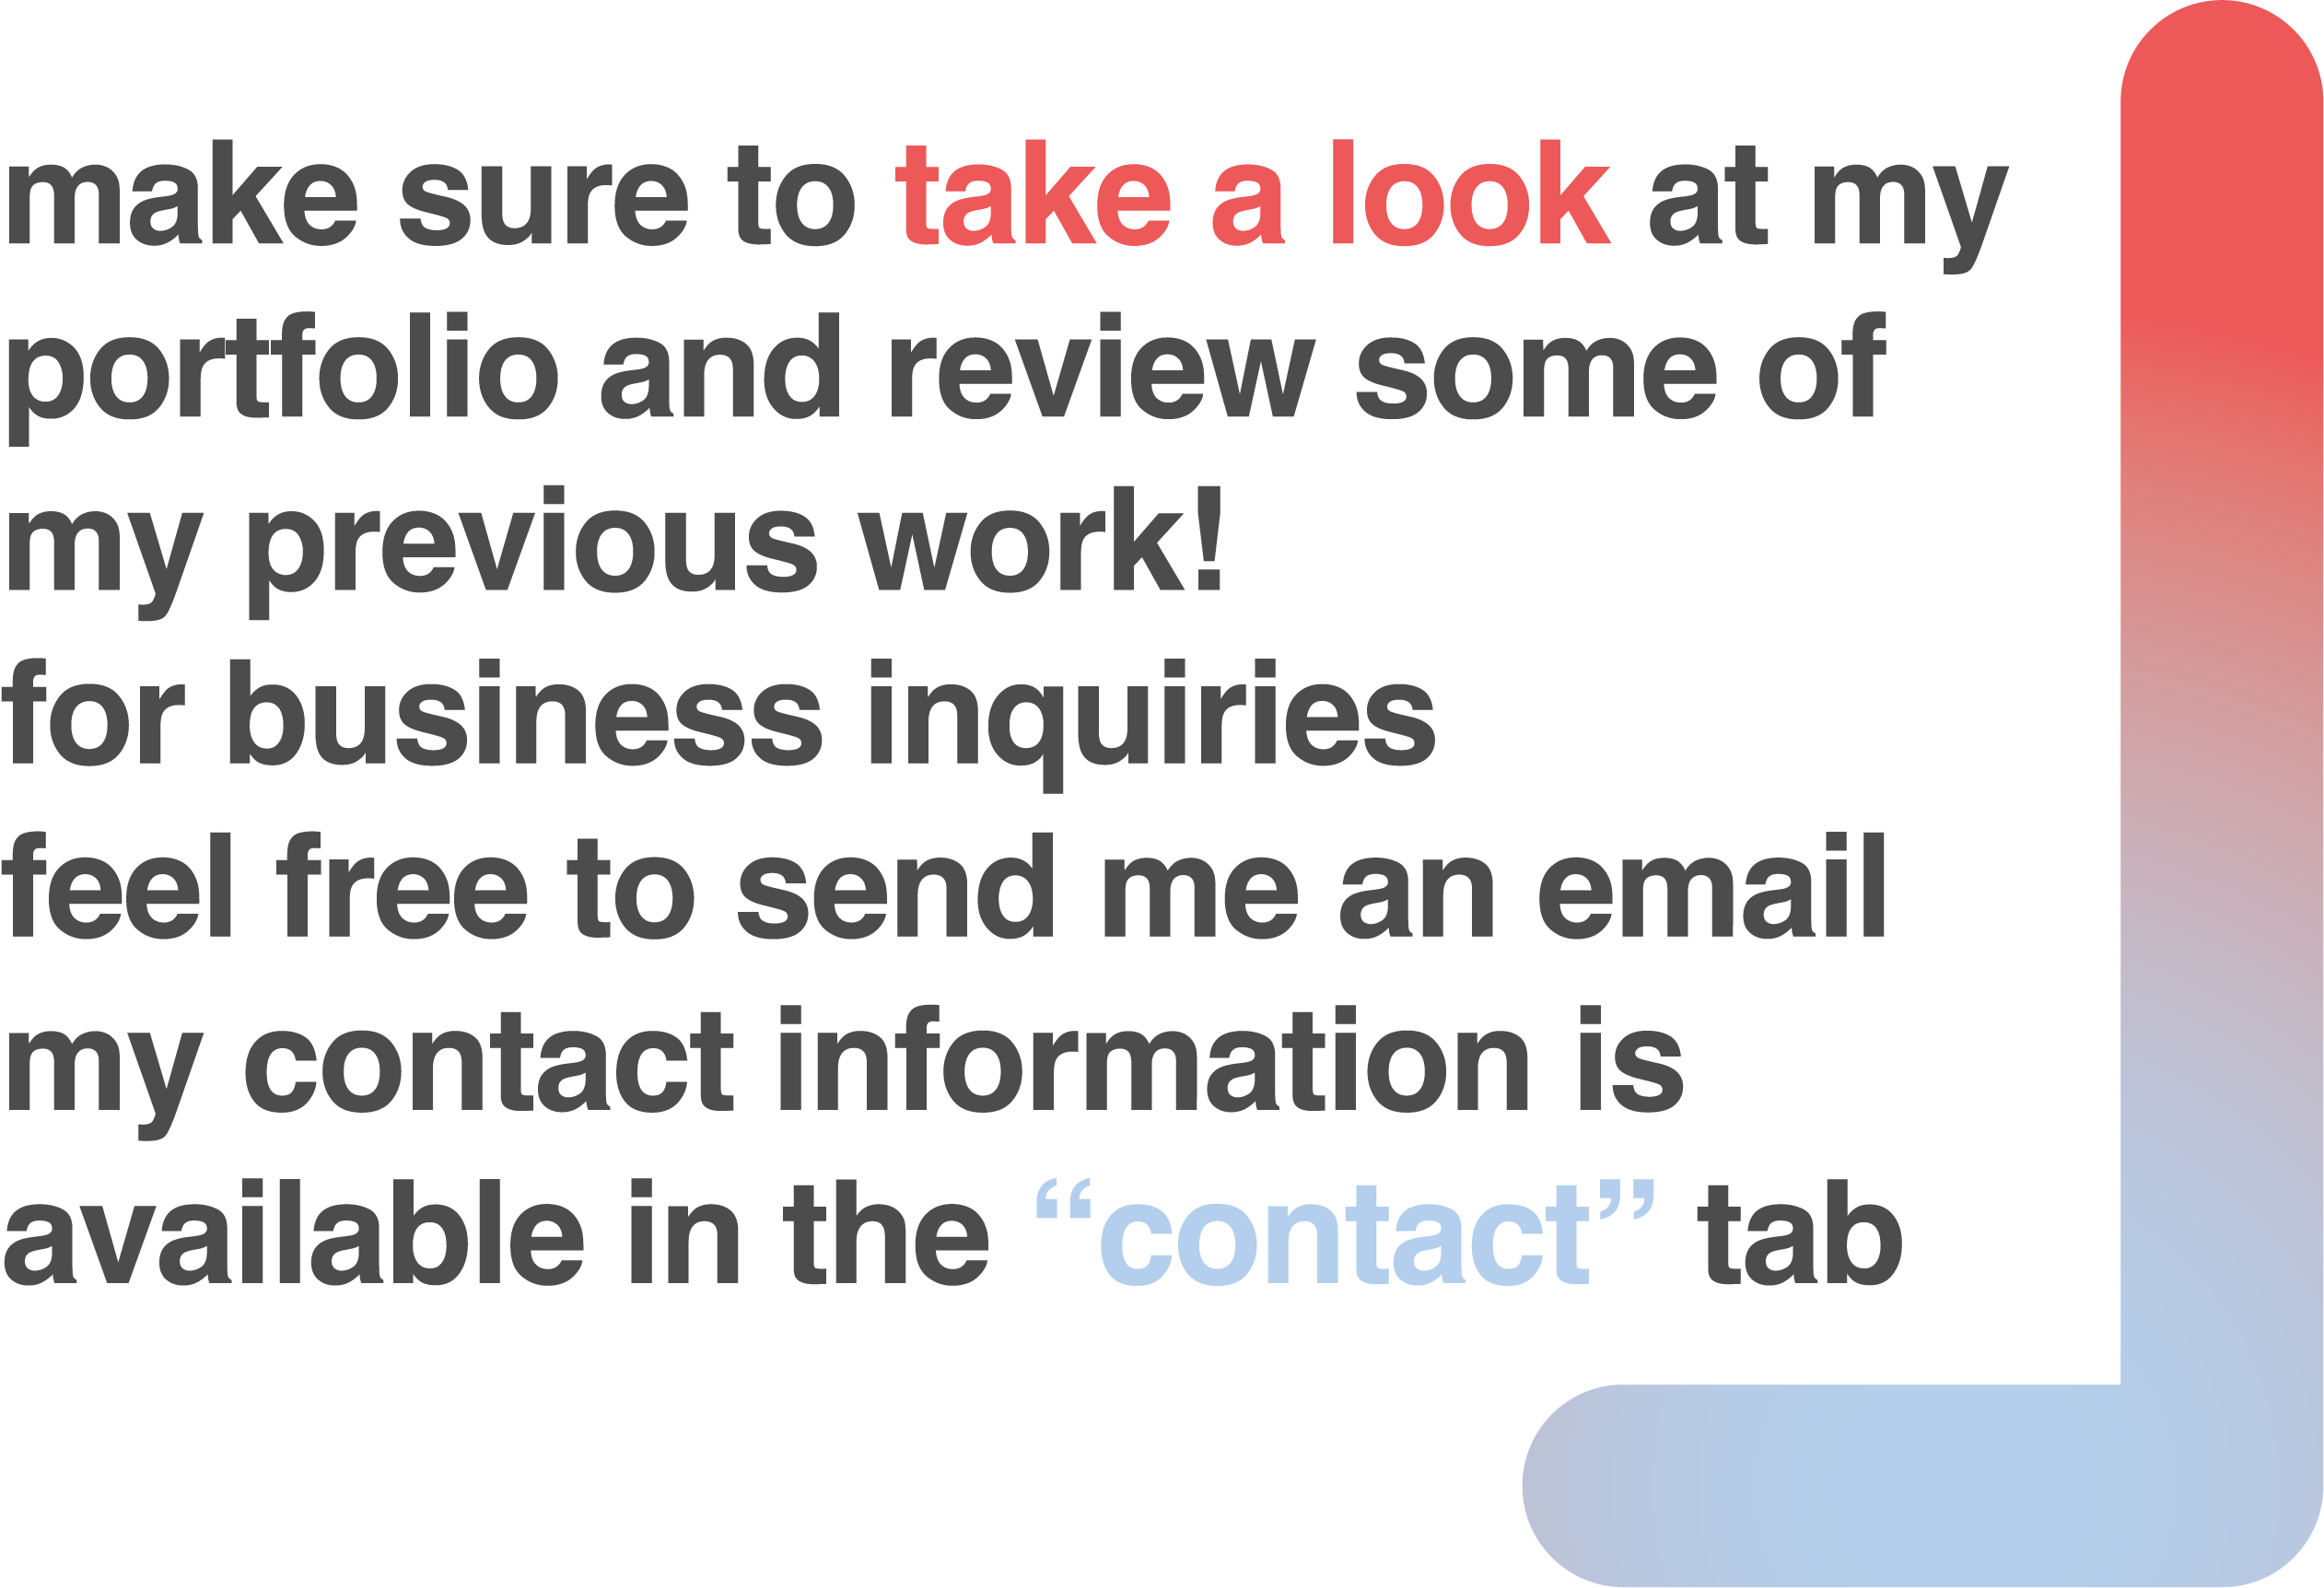 make sure to take a look at my
portfolio and review some of
my previous work!
for business inquiries
feel free to send me an email
my contact information is
available in the “contact” tab